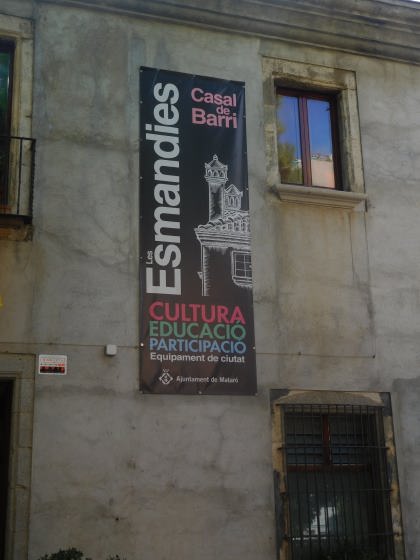 Les Esmandies
Casal
de
Barri
CULTURA
EDUCACIÓ
PARTICIPACIÓ
Equipament de ciutat
Ajuntament de Mataró